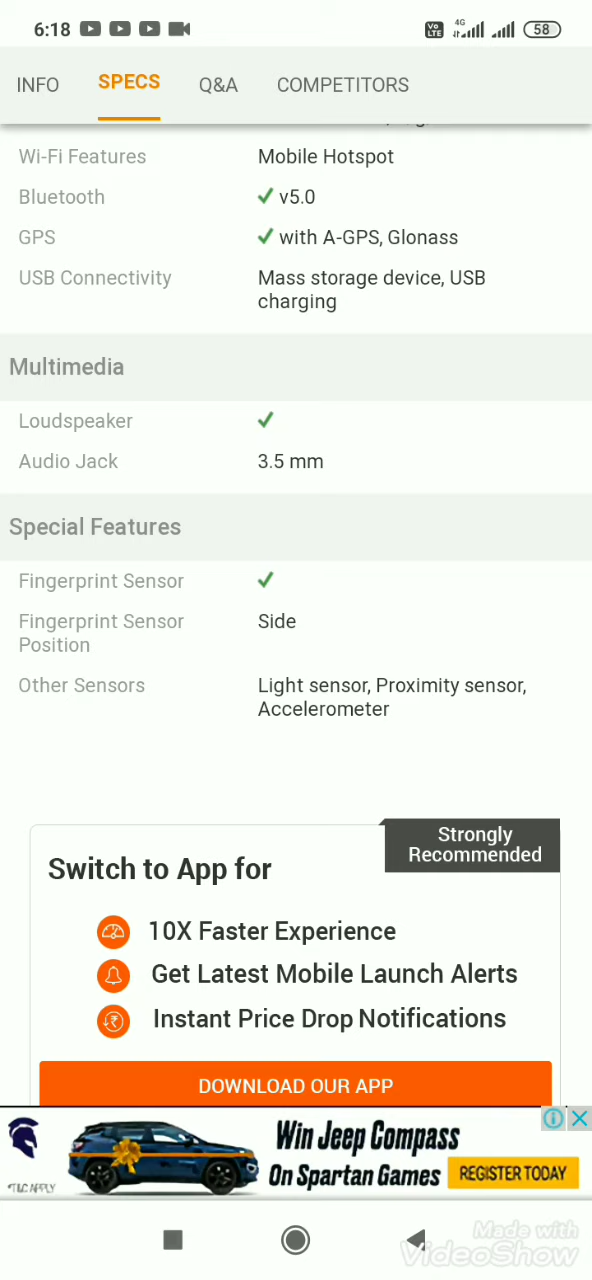 6:18 Vo LTE 4G 58
INFO SPECS Q&A COMPETITORS
Wi-Fi Features Mobile Hotspot
Bluetooth ✓ v5.0
GPS ✓ with A-GPS, Glonass
USB Connectivity Mass storage device, USB
charging
Multimedia
Loudspeaker ✓
Audio Jack 3.5 mm
Special Features
Fingerprint Sensor ✓
Fingerprint Sensor Side
Position
Other Sensors Light sensor, Proximity sensor,
Accelerometer
Strongly
Recommended
Switch to App for
10X Faster Experience
Get Latest Mobile Launch Alerts
Instant Price Drop Notifications
DOWNLOAD OUR APP
Win Jeep Compass
On Spartan Games REGISTER TODAY
*T&C APPLY
Made with
VideoShow